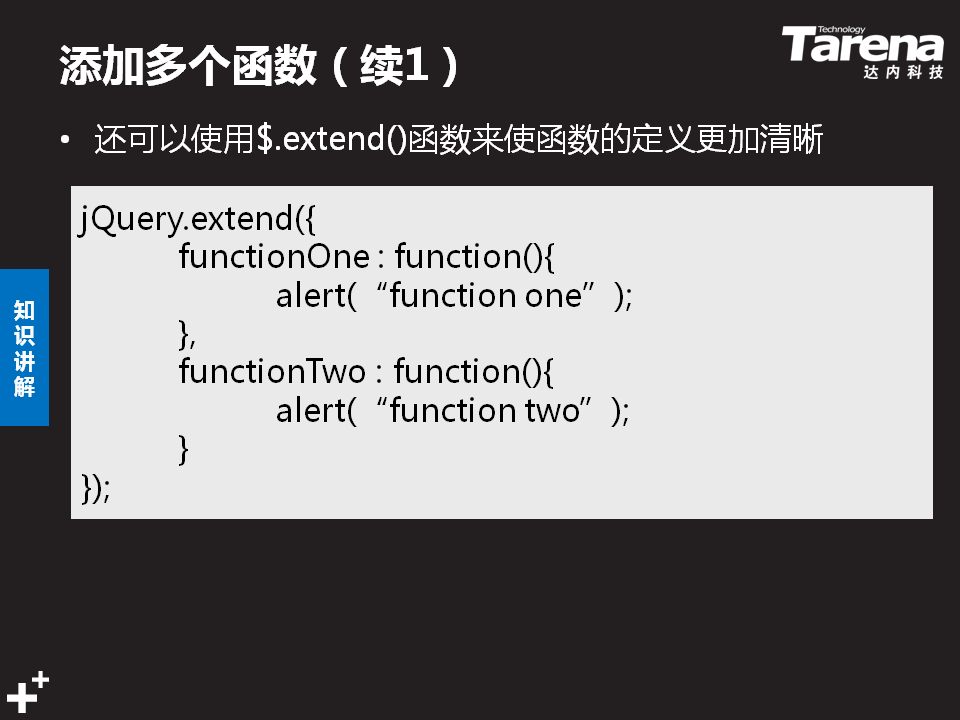 添加多个函数（续1）
Technology
Tarena
达内科技
• 还可以使用$.extend()函数来使函数的定义更加清晰
jQuery.extend({
functionOne : function(){
alert(“function one”);
},
functionTwo : function(){
alert(“function two”);
}
});
知识讲解